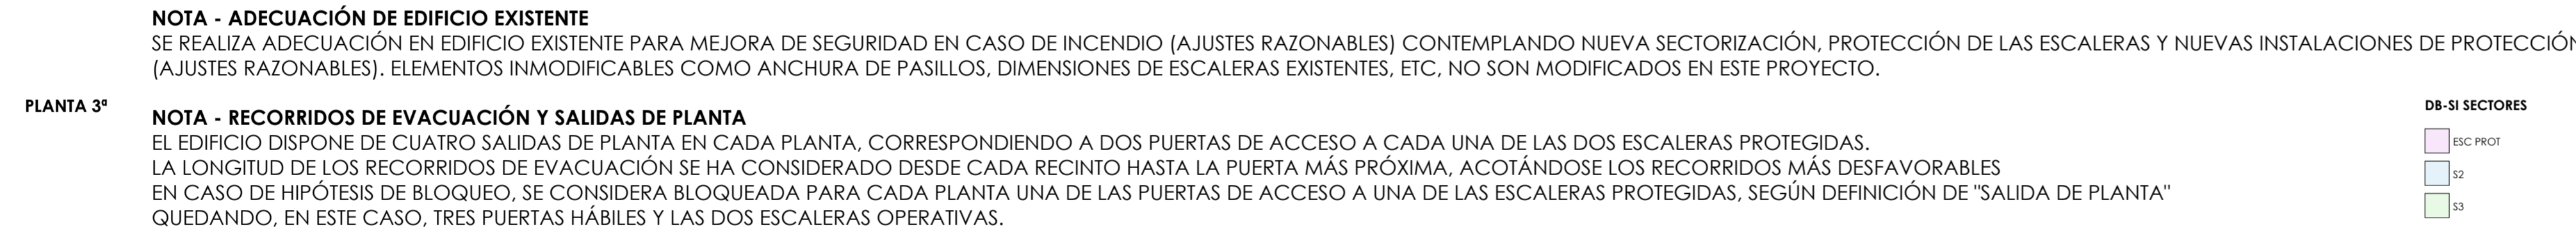 NOTA - ADECUACIÓN DE EDIFICIO EXISTENTE
SE REALIZA ADECUACIÓN EN EDIFICIO EXISTENTE PARA MEJORA DE SEGURIDAD EN CASO DE INCENDIO (AJUSTES RAZONABLES) CONTEMPLANDO NUEVA SECTORIZACIÓN, PROTECCIÓN DE LAS ESCALERAS Y NUEVAS INSTALACIONES DE PROTECCIÓN
(AJUSTES RAZONABLES). ELEMENTOS INMODIFICABLES COMO ANCHURA DE PASILLOS, DIMENSIONES DE ESCALERAS EXISTENTES, ETC, NO SON MODIFICADOS EN ESTE PROYECTO.
PLANTA 3ª
NOTA - RECORRIDOS DE EVACUACIÓN Y SALIDAS DE PLANTA
EL EDIFICIO DISPONE DE CUATRO SALIDAS DE PLANTA EN CADA PLANTA, CORRESPONDIENDO A DOS PUERTAS DE ACCESO A CADA UNA DE LAS DOS ESCALERAS PROTEGIDAS.
LA LONGITUD DE LOS RECORRIDOS DE EVACUACIÓN SE HA CONSIDERADO DESDE CADA RECINTO HASTA LA PUERTA MÁS PRÓXIMA, ACOTÁNDOSE LOS RECORRIDOS MÁS DESFAVORABLES
EN CASO DE HIPÓTESIS DE BLOQUEO, SE CONSIDERA BLOQUEADA PARA CADA PLANTA UNA DE LAS PUERTAS DE ACCESO A UNA DE LAS ESCALERAS PROTEGIDAS, SEGÚN DEFINICIÓN DE "SALIDA DE PLANTA"
QUEDANDO, EN ESTE CASO, TRES PUERTAS HÁBILES Y LAS DOS ESCALERAS OPERATIVAS.
DB-SI SECTORES
ESC PROT
S2
S3